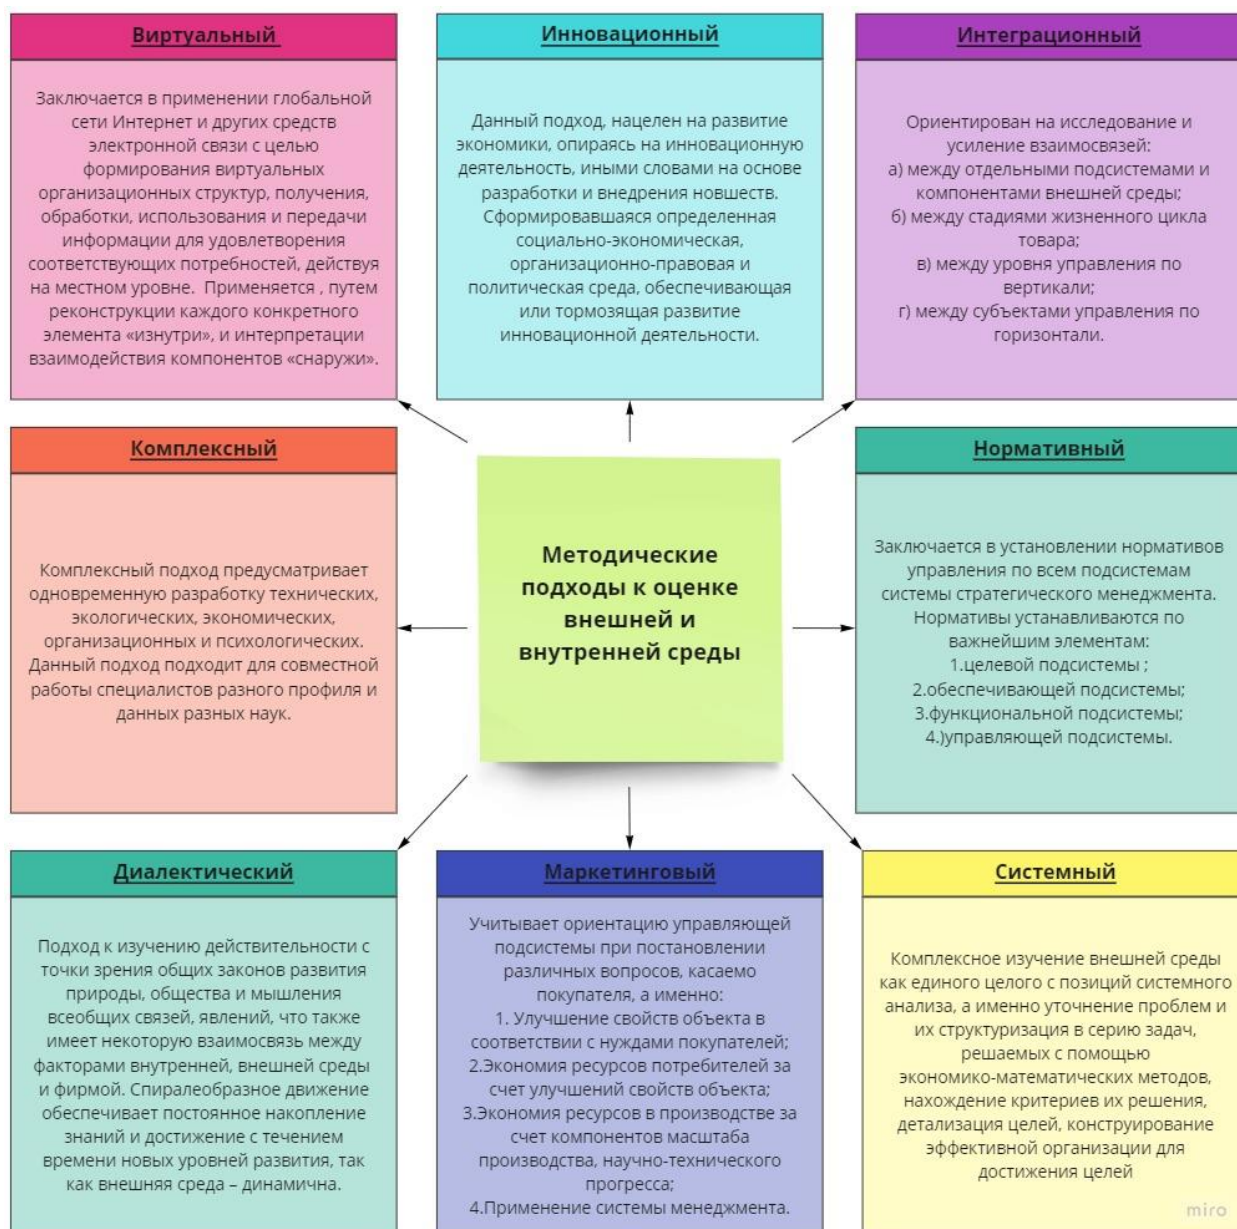 Виртуальный
Заключается в применении глобальной
сети Интернет и других средств
электронной связи с целью
формирования виртуальных
организационных структур, получения,
обработки, использования и передачи
информации для удовлетворения
соответствующих потребностей, действуя
на местном уровне. Применяется , путем
реконструкции каждого конкретного
элемента «изнутри», и интерпретации
взаимодействия компонентов «снаружи».
Инновационный
Данный подход, нацелен на развитие
экономики, опираясь на инновационную
деятельность, иными словами на основе
разработки и внедрения новшеств.
Сформировавшаяся определенная
социально-экономическая,
организационно-правовая и
политическая среда, обеспечивающая
или тормозящая развитие
инновационной деятельности.
Интеграционный
Ориентирован на исследование и
усиление взаимосвязей:
а) между отдельными подсистемами и
компонентами внешней среды;
б) между стадиями жизненного цикла
товара;
в) между уровня управления по
вертикали;
г) между субъектами управления по
горизонтали.
Комплексный
Комплексный подход предусматривает
одновременную разработку технических,
экологических, экономических,
организационных и психологических.
Данный подход подходит для совместной
работы специалистов разного профиля и
данных разных наук.
Методические
подходы к оценке
внешней и
внутренней среды
Нормативный
Заключается в установлении нормативов
управления по всем подсистемам
системы стратегического менеджмента.
Нормативы устанавливаются по
важнейшим элементам:
1.целевой подсистемы ;
2.обеспечивающей подсистемы;
3.функциональной подсистемы;
4.)управляющей подсистемы.
Диалектический
Подход к изучению действительности с
точки зрения общих законов развития
природы, общества и мышления
всеобщих связей, явлений, что также
имеет некоторую взаимосвязь между
факторами внутренней, внешней среды
и фирмой. Спиралеобразное движение
обеспечивает постоянное накопление
знаний и достижение с течением
времени новых уровней развития, так
как внешняя среда – динамична.
Маркетинговый
Учитывает ориентацию управляющей
подсистемы при постановлении
различных вопросов, касаемо
покупателя, а именно:
1. Улучшение свойств объекта в
соответствии с нуждами покупателей;
2.Экономия ресурсов потребителей за
счет улучшений свойств объекта;
3.Экономия ресурсов в производстве за
счет компонентов масштаба
производства, научно-технического
прогресса;
4.Применение системы менеджмента.
Системный
Комплексное изучение внешней среды
как единого целого с позиций системного
анализа, а именно уточнение проблем и
их структуризация в серию задач,
решаемых с помощью
экономико-математических методов,
нахождение критериев их решения,
детализация целей, конструирование
эффективной организации для
достижения целей
miro